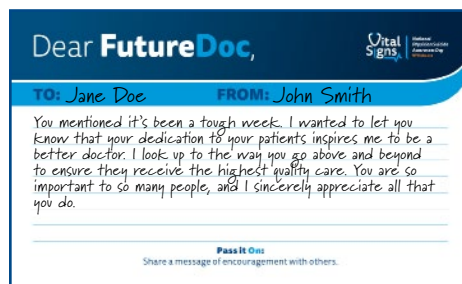 Dear FutureDoc,
Vital Signs
National
Awareness Day
TO: Jane Doe FROM: John Smith
You mentioned it's been a tough week. I wanted to let you
know that your dedication to your patients inspires me to be a
better doctor. I look up to the way you go above and beyond
to ensure they receive the highest quality care. You are so
important to so many people, and I sincerely appreciate all that
you do.
Pass it On:
Share a message of encouragement with others.